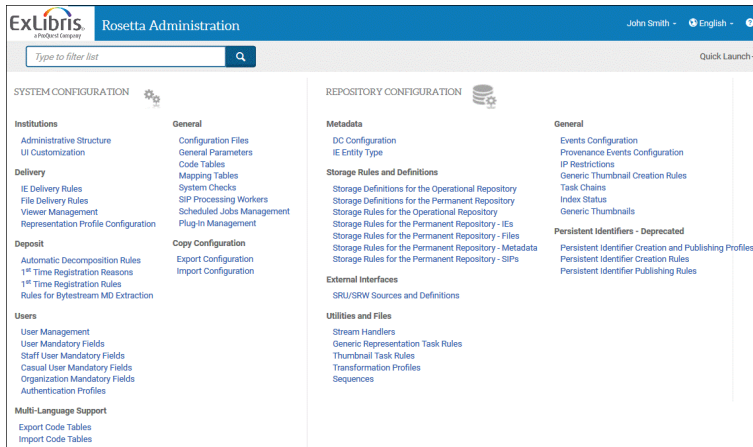 ExLibris
a ProQuest Company
Rosetta Administration
John Smith
English
Type to filter list
Quick Launch
SYSTEM CONFIGURATION
Institutions
Administrative Structure
UI Customization
Delivery
IE Delivery Rules
File Delivery Rules
Viewer Management
Representation Profile Configuration
Deposit
Automatic Decomposition Rules
1st Time Registration Reasons
1st Time Registration Rules
Rules for Bytestream MD Extraction
Users
User Management
User Mandatory Fields
Staff User Mandatory Fields
Casual User Mandatory Fields
Organization Mandatory Fields
Authentication Profiles
Multi-Language Support
Export Code Tables
Import Code Tables
General
Configuration Files
General Parameters
Code Tables
Mapping Tables
System Checks
SIP Processing Workers
Scheduled Jobs Management
Plug-In Management
Copy Configuration
Export Configuration
Import Configuration
REPOSITORY CONFIGURATION
Metadata
DC Configuration
IE Entity Type
Storage Rules and Definitions
Storage Definitions for the Operational Repository
Storage Definitions for the Permanent Repository
Storage Rules for the Operational Repository
Storage Rules for the Permanent Repository - IEs
Storage Rules for the Permanent Repository - Files
Storage Rules for the Permanent Repository - Metadata
Storage Rules for the Permanent Repository - SIPs
External Interfaces
SRU/SRW Sources and Definitions
Utilities and Files
Stream Handlers
Generic Representation Task Rules
Thumbnail Task Rules
Transformation Profiles
Sequences
General
Events Configuration
Provenance Events Configuration
IP Restrictions
Generic Thumbnail Creation Rules
Task Chains
Index Status
Generic Thumbnails
Persistent Identifiers - Deprecated
Persistent Identifier Creation and Publishing Profiles
Persistent Identifier Creation Rules
Persistent Identifier Publishing Rules